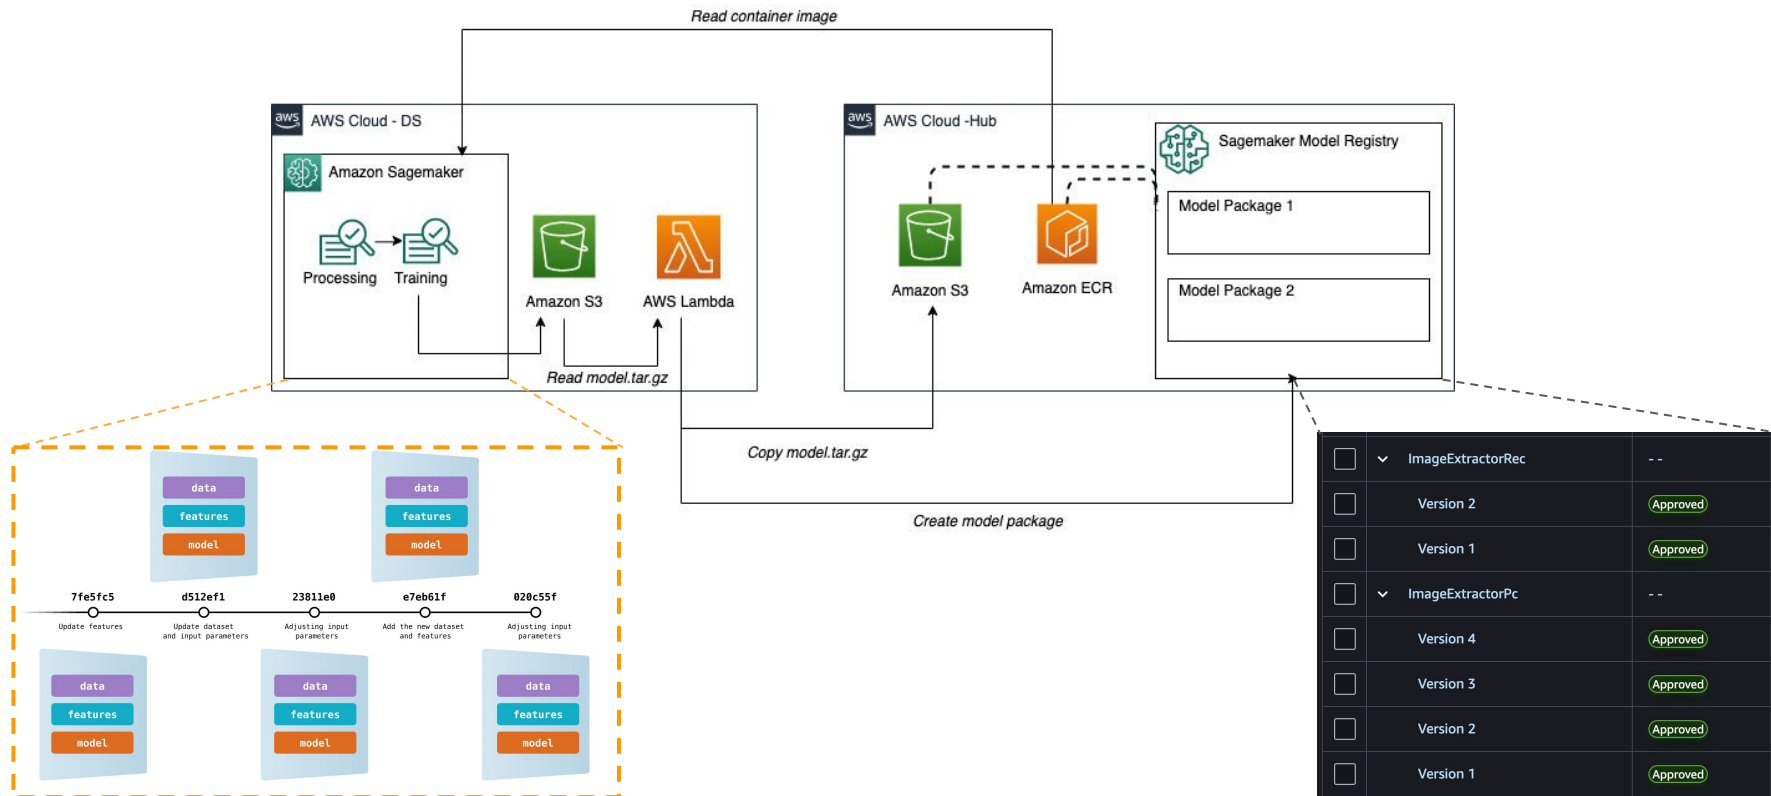 Read container image
aws
AWS Cloud - DS
Amazon Sagemaker
Processing
Training
Amazon S3
AWS Lambda
Read model.tar.gz
aws
AWS Cloud -Hub
Sagemaker Model Registry
Model Package 1
Model Package 2
Amazon S3
Amazon ECR
Copy model.tar.gz
Create model package
data
features
model
data
features
model
7fe5fc5
d512ef1
23811e0
e7eb61f
020c55f
Update features
Update dataset
and input parameters
Adjusting input
parameters
Add the new dataset
and features
Adjusting input
parameters
data
features
model
data
features
model
data
features
model
ImageExtractorRec
--
Version 2
Approved
Version 1
Approved
ImageExtractorPc
--
Version 4
Approved
Version 3
Approved
Version 2
Approved
Version 1
Approved